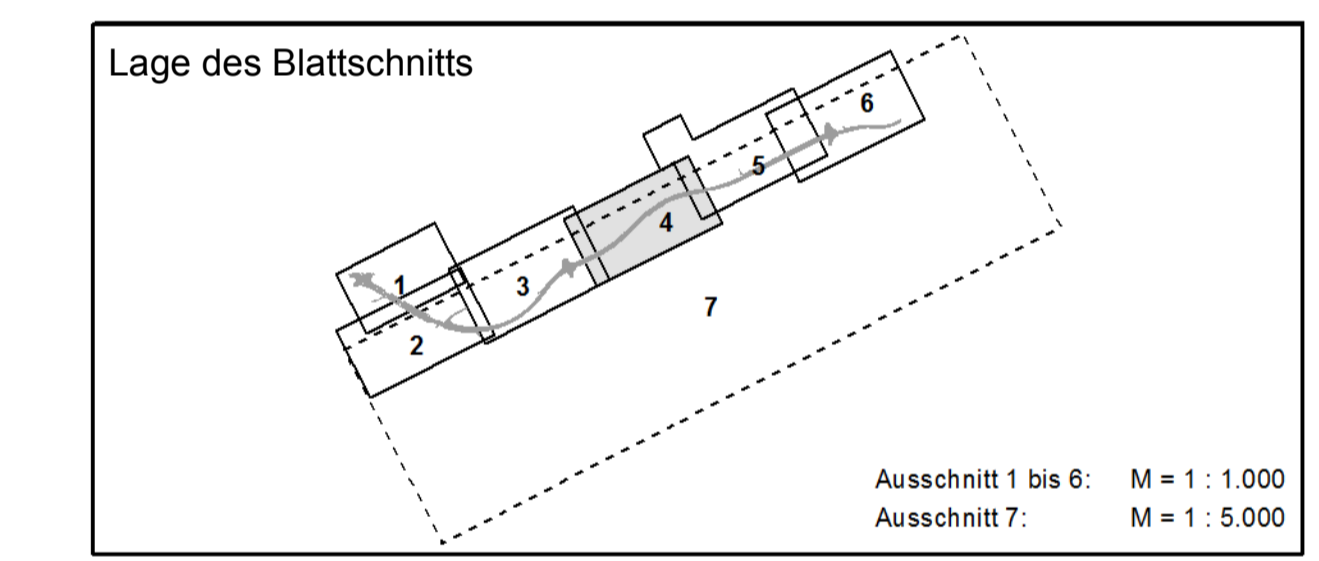 Lage des Blattschnitts
6
5
4
1
3
7
2
Ausschnitt 1 bis 6: M = 1 : 1.000
Ausschnitt 7: M = 1 : 5.000